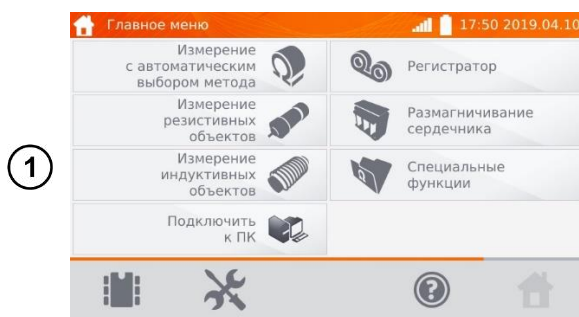 Главное меню
17:50 2019.04.10
Измерение
с автоматическим
выбором метода
Регистратор
Измерение
резистивных
объектов
Размагничивание
сердечника
1
Измерение
индуктивных
объектов
Специальные
функции
Подключить
к ПК